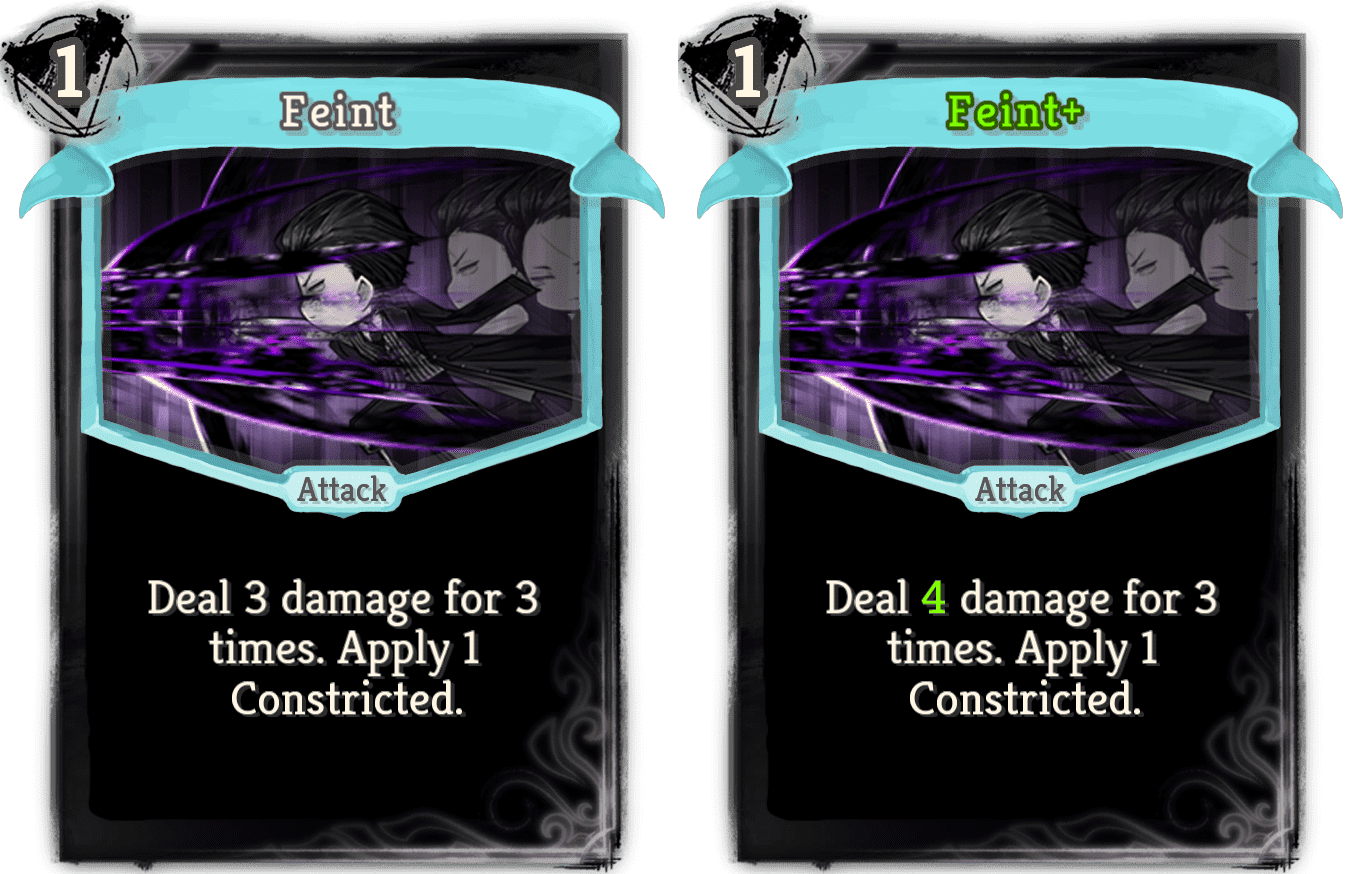 1
Feint
Attack
Deal 3 damage for 3
times. Apply 1
Constricted.
1
Feint+
Attack
Deal 4 damage for 3
times. Apply 1
Constricted.